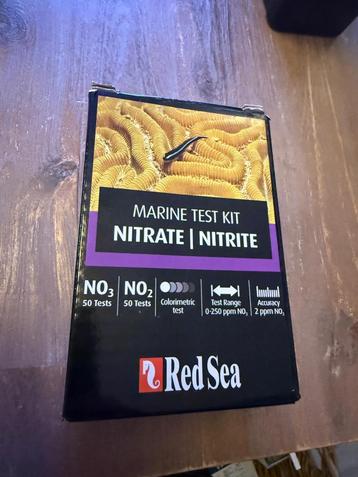 MARINE TEST KIT
NITRATE | NITRITE
NO₃
50 Tests
NO₂
50 Tests
Colorimetric
test
Test Range
0-250 ppm NO₃
Accuracy
2 ppm NO₃
Red Sea